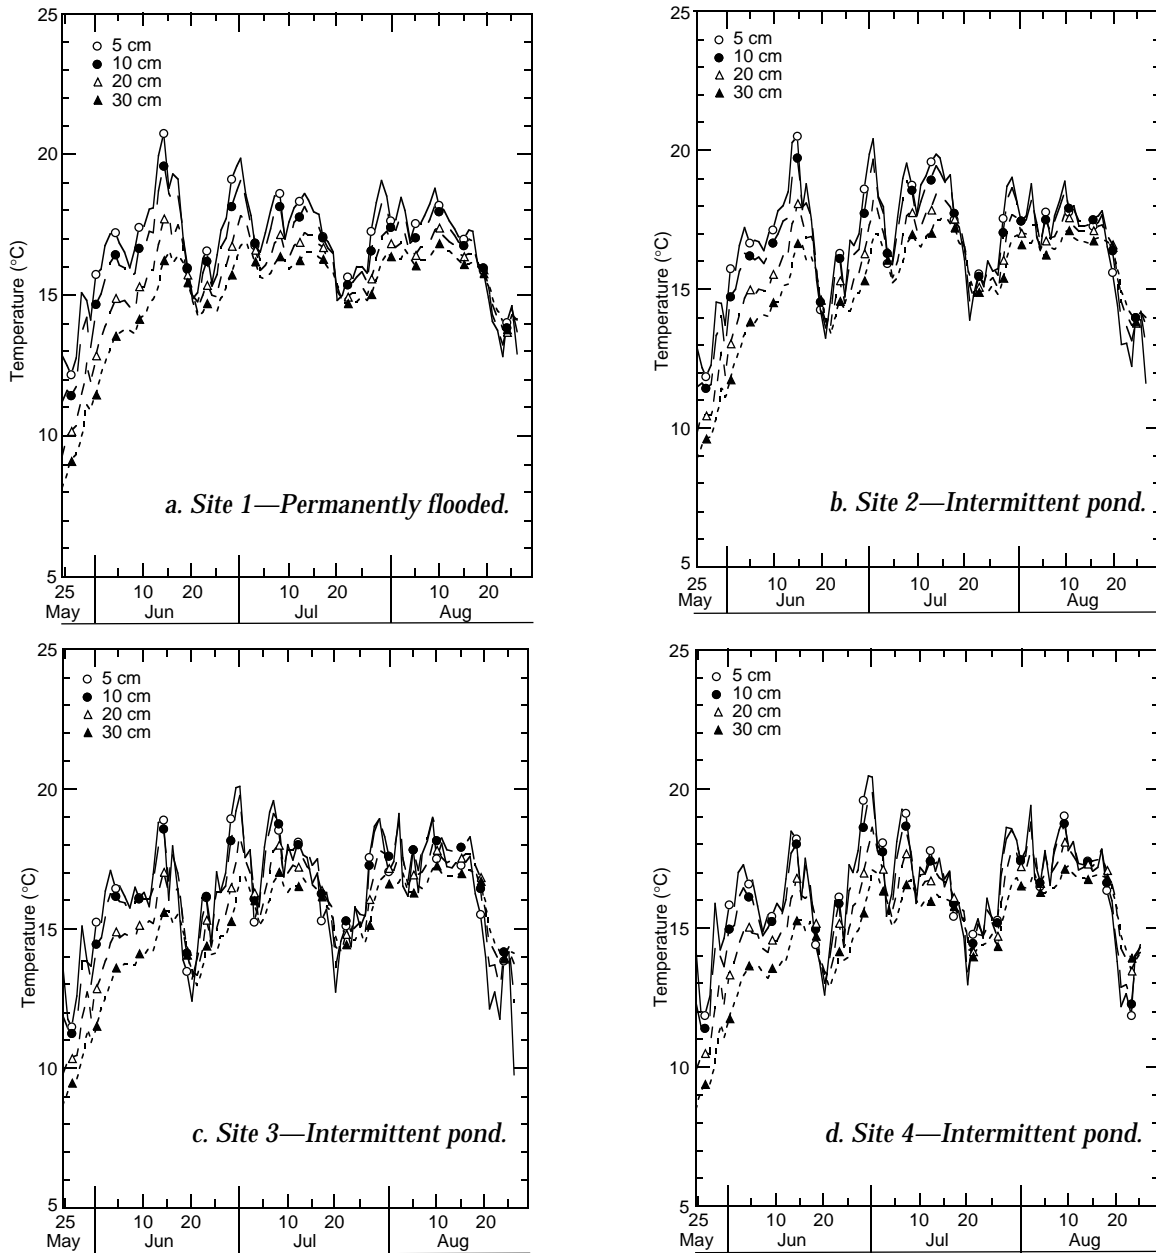 25
20
15
10
5
Temperature (°C)
5 cm
10 cm
20 cm
30 cm
a. Site 1—Permanently flooded.
25 10 20 10 20 10 20
May Jun Jul Aug
25
20
15
10
5
Temperature (°C)
5 cm
10 cm
20 cm
30 cm
b. Site 2—Intermittent pond.
25 10 20 10 20 10 20
May Jun Jul Aug
25
20
15
10
5
Temperature (°C)
5 cm
10 cm
20 cm
30 cm
c. Site 3—Intermittent pond.
25 10 20 10 20 10 20
May Jun Jul Aug
25
20
15
10
5
Temperature (°C)
5 cm
10 cm
20 cm
30 cm
d. Site 4—Intermittent pond.
25 10 20 10 20 10 20
May Jun Jul Aug